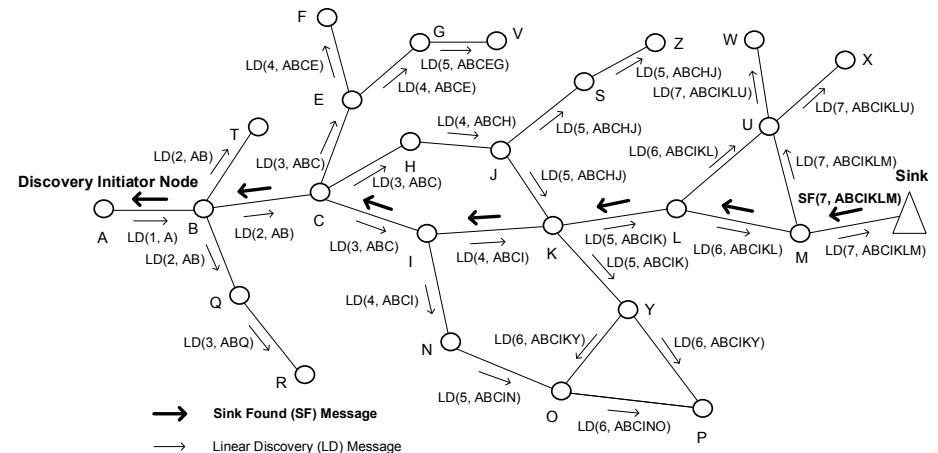 F
G
V
LD(5, ABCEG)
LD(4, ABCE)
LD(4, ABCE)
E
Z
LD(5, ABCHJ)
S
W
X
LD(7, ABCIKLU)
LD(7, ABCIKLU)
U
T
LD(2, AB)
LD(3, ABC)
H
LD(4, ABCH)
LD(5, ABCHJ)
J
LD(3, ABC)
LD(5, ABCHJ)
LD(6, ABCIKL)
LD(7, ABCIKLM)
Sink
Discovery Initiator Node
SF(7, ABCIKLM)
A
LD(1, A)
B
LD(2, AB)
C
LD(2, AB)
LD(3, ABC)
I
LD(4, ABCI)
K
LD(5, ABCIK)
L
LD(6, ABCIKL)
M
LD(7, ABCIKLM)
LD(5, ABCIK)
Q
LD(4, ABCI)
Y
LD(3, ABQ)
R
N
LD(6, ABCIKY)
LD(6, ABCIKY)
LD(5, ABCIN)
O
LD(6, ABCINO)
P
Sink Found (SF) Message
Linear Discovery (LD) Message